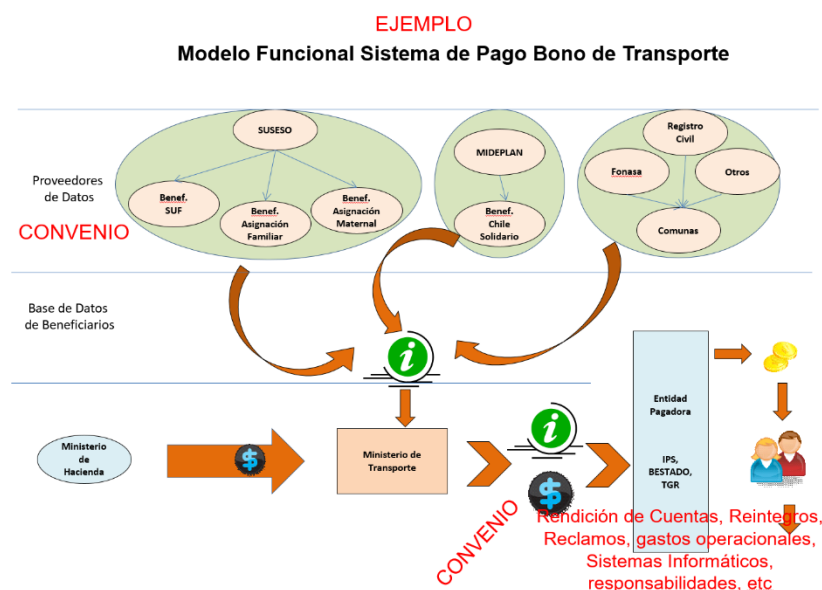 EJEMPLO
Modelo Funcional Sistema de Pago Bono de Transporte
Proveedores
de Datos
CONVENIO
SUSESO
Benef.
SUF
Benef.
Asignación
Familiar
Benef.
Asignación
Maternal
MIDEPLAN
Benef.
Chile
Solidario
Registro
Civil
Fonasa
Otros
Comunas
Base de Datos
de Beneficiarios
Ministerio
de
Hacienda
Ministerio de
Transporte
CONVENIO
Entidad
Pagadora
IPS,
BESTADO,
TGR
Rendición de Cuentas, Reintegros,
Reclamos, gastos operacionales,
Sistemas Informáticos,
responsabilidades, etc